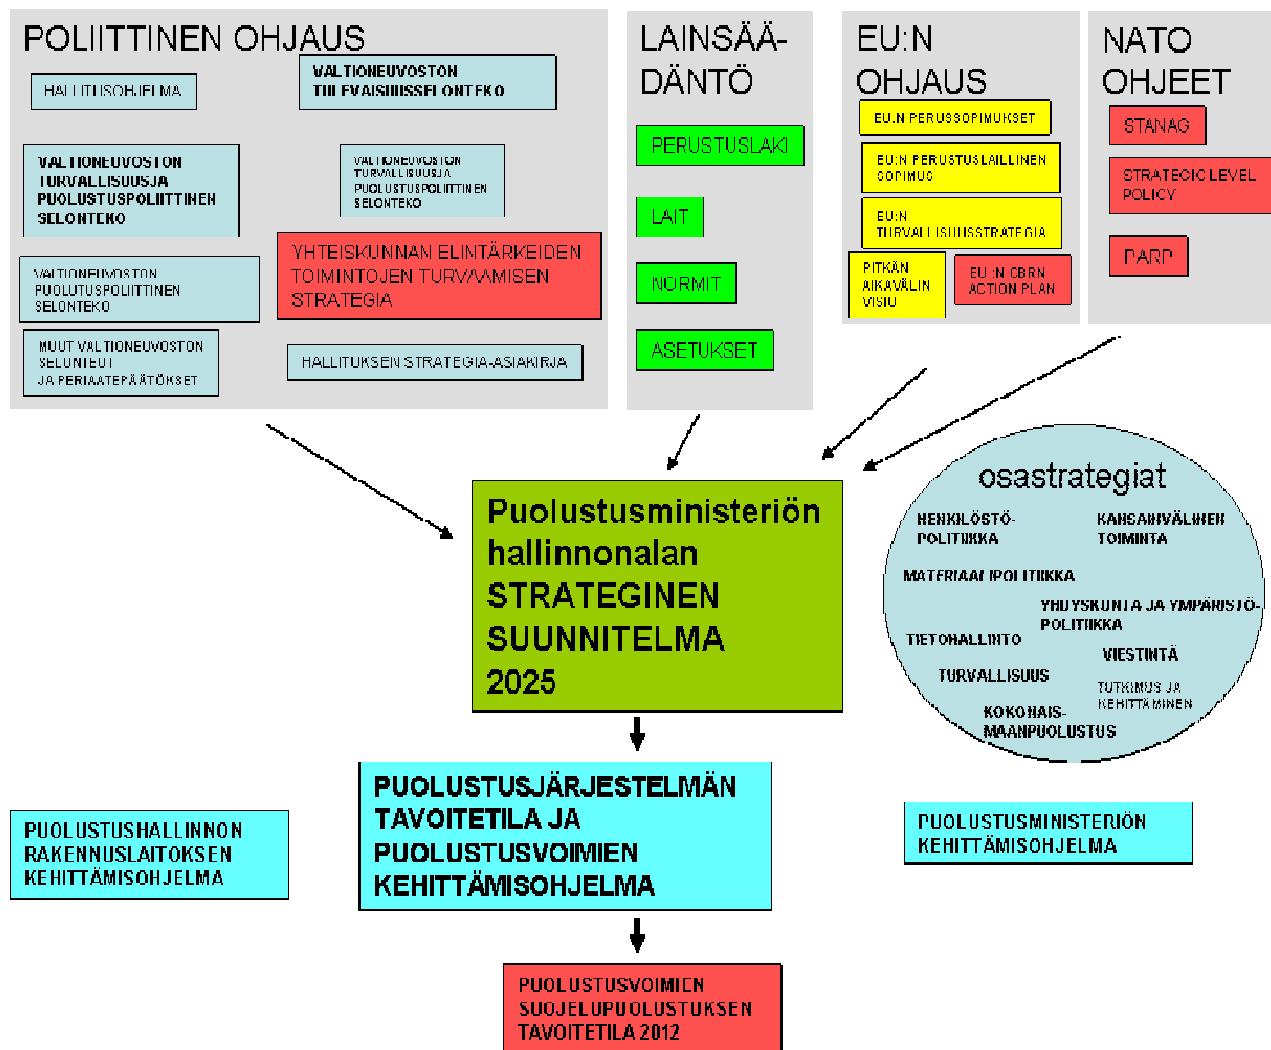 POLIITTINEN OHJAUS
HALLITUSOHJELMA
VALTIONEUVOSTON
TULEVAISUUSSELONTEKO
VALTIONEUVOSTON
TURVALLISUUSJA
PUOLUSTUSPOLIITTINEN
SELONTEKO
VALTIONEUVOSTON
TURVALLISUUSJA
PUOLUSTUSPOLIITTINEN
SELONTEKO
VALTIONEUVOSTON
PUOLUTUSPOLIITTINEN
SELONTEKO
YHTEISKUNNAN ELINTÄRKEIDEN
TOIMINTOJEN TURVAAMISEN
STRATEGIA
MUUT VALTIONEUVOSTON
SELONTEOT
JA PERIAATEPÄÄTÖKSET
HALLITUKSEN STRATEGIA-ASIAKIRJA
LAINSÄÄ-
DÄNTÖ
PERUSTUSLAKI
LAIT
NORMIT
ASETUKSET
EU:N
OHJAUS
EU:N PERUSSOPIMUKSET
EU:N PERUSTUSLAILLINEN
SOPIMUS
EU:N
TURVALLISUUSSTRATEGIA
PITKÄN
AIKAVÄLIN
VISIO
EU:N CBRN
ACTION PLAN
NATO
OHJEET
STANAG
STRATEGIC LEVEL
POLICY
PARP
Puolustusministeriön
hallinnonalan
STRATEGINEN
SUUNNITELMA
2025
osastrategiat
HENKILÖSTÖ-
POLITIIKKA
KANSAINVÄLINEN
TOIMINTA
MATERIAALIPOLITIIKKA
YHDYSKUNTA JA YMPÄRISTÖ-
POLITIIKKA
TIETOHALLINTO
VIESTINTÄ
TURVALLISUUS
TUTKIMUS JA
KEHITTÄMINEN
KOKONAIS-
MAANPUOLUSTUS
PUOLUSTUSHALLINNON
RAKENNUSLAITOKSEN
KEHITTÄMISOHJELMA
PUOLUSTUSJÄRJESTELMÄN
TAVOITETILA JA
PUOLUSTUSVOIMIEN
KEHITTÄMISOHJELMA
PUOLUSTUSMINISTERIÖN
KEHITTÄMISOHJELMA
PUOLUSTUSVOIMIEN
SUOJELUPUOLUSTUKSEN
TAVOITETILA 2012